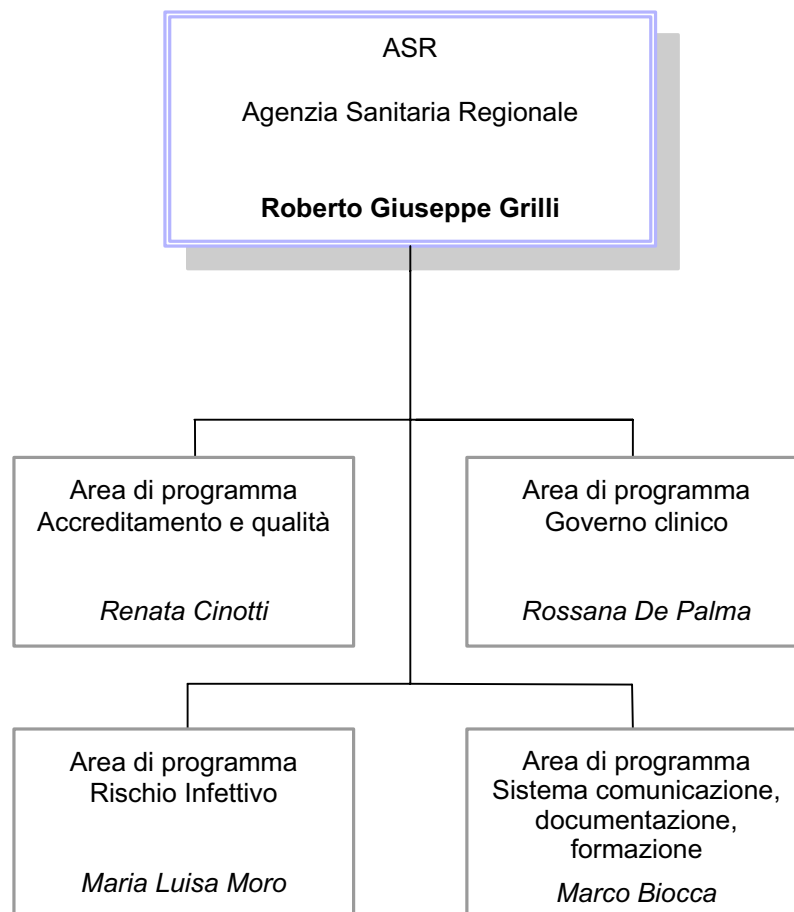 ASR
Agenzia Sanitaria Regionale
Roberto Giuseppe Grilli
Area di programma
Accreditamento e qualità
Renata Cinotti
Area di programma
Governo clinico
Rossana De Palma
Area di programma
Rischio Infettivo
Maria Luisa Moro
Area di programma
Sistema comunicazione,
documentazione,
formazione
Marco Biocca